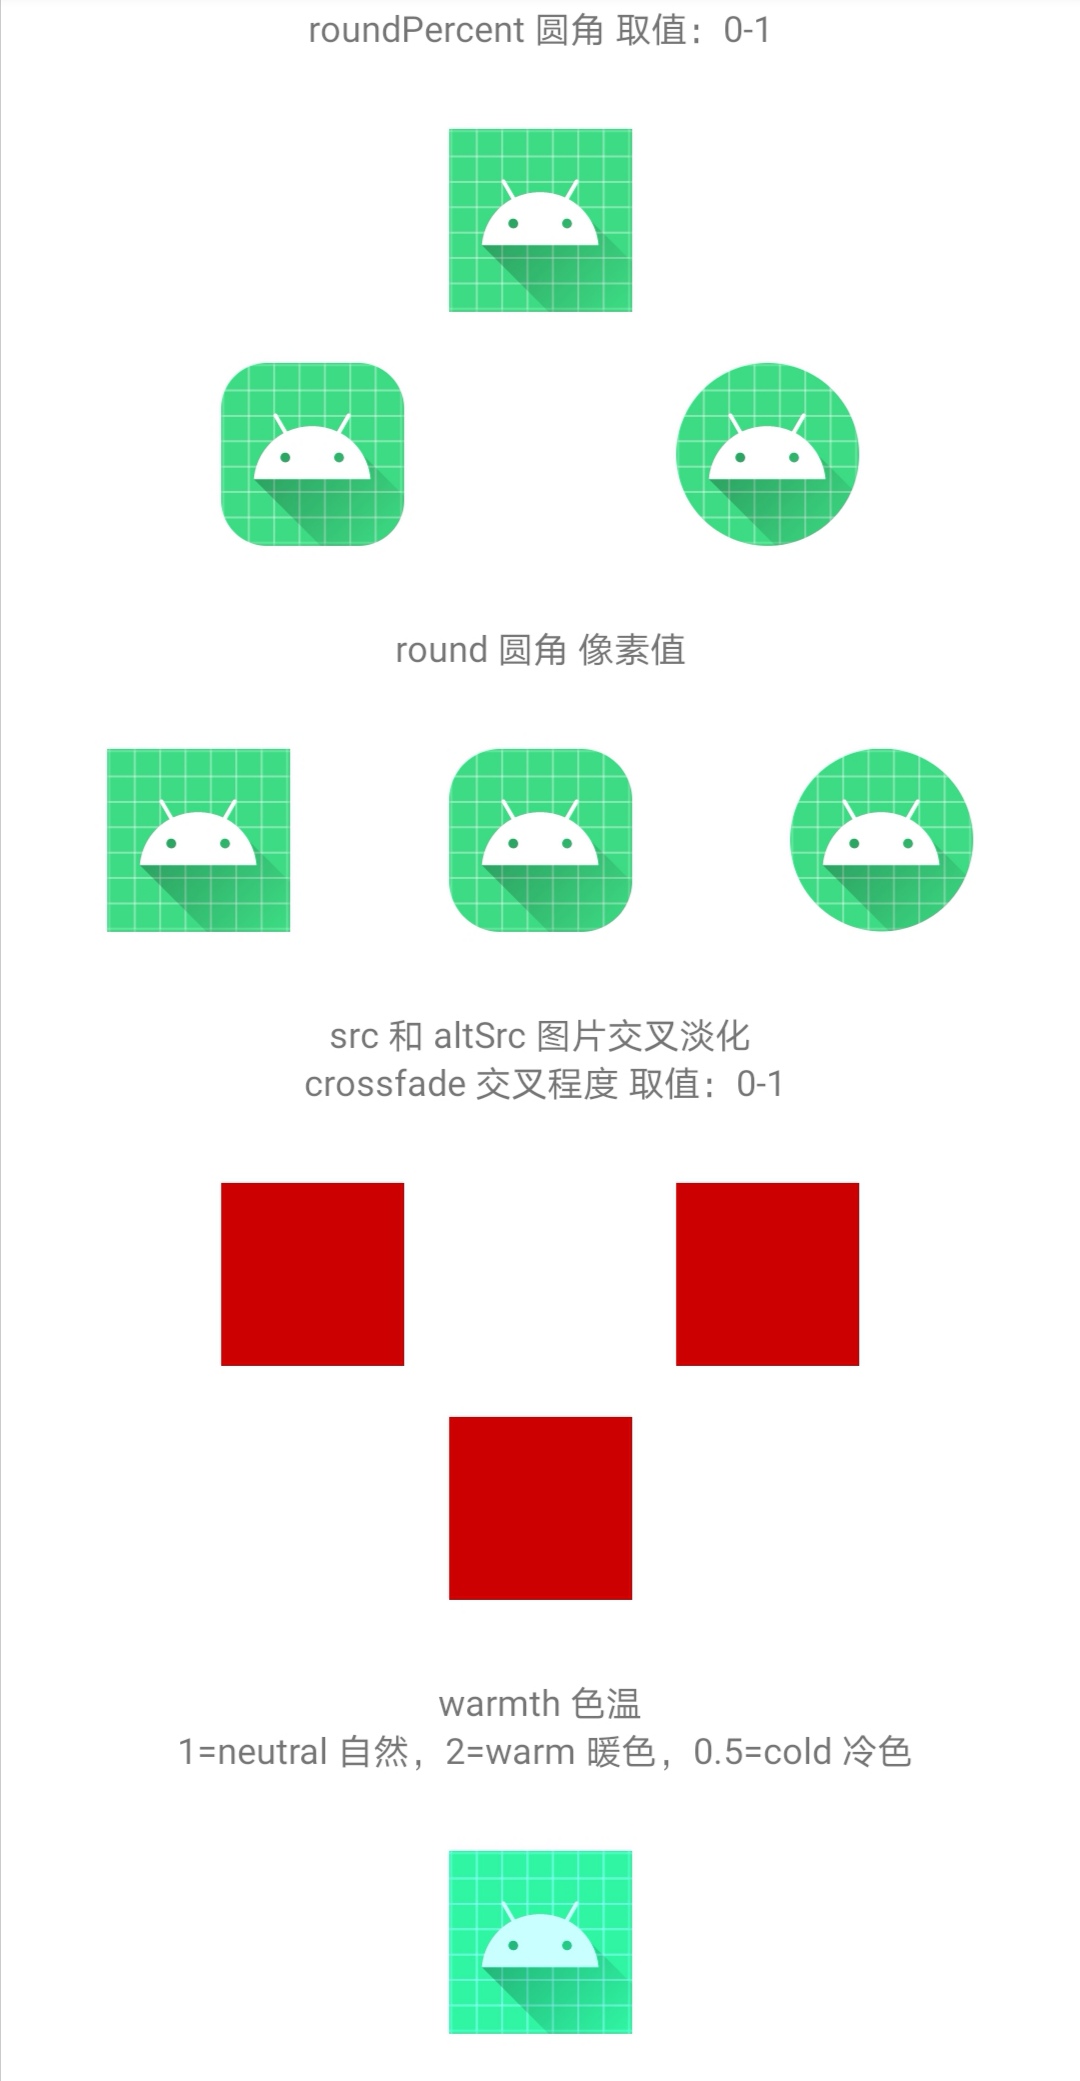 roundPercent 圆角 取值：0-1
round 圆角 像素值
src 和 altSrc 图片交叉淡化
crossfade 交叉程度 取值：0-1
warmth 色温
1=neutral 自然，2=warm 暖色，0.5=cold 冷色